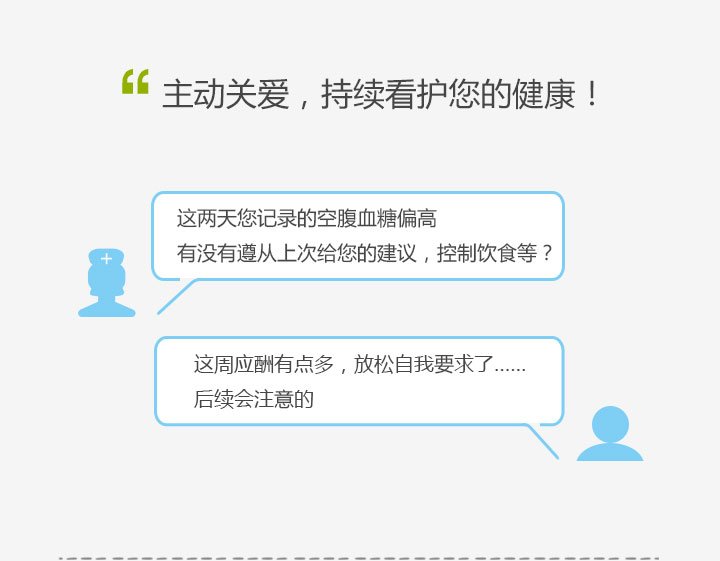 “主动关爱，持续看护您的健康！
这两天您记录的空腹血糖偏高
有没有遵从上次给您的建议，控制饮食等？
这周应酬有点多，放松自我要求了......
后续会注意的